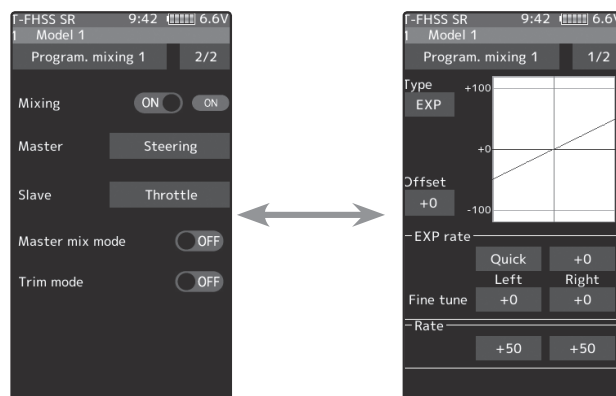 T-FHSS SR 9:42 6.6V
1 Model 1
Program. mixing 1 2/2
Mixing ON ON
Master Steering
Slave Throttle
Master mix mode OFF
Trim mode OFF
T-FHSS SR 9:42 6.6V
1 Model 1
Program. mixing 1 1/2
Type
EXP
+100
+0
-100
Offset
+0
EXP rate
Quick +0
Left Right
Fine tune +0 +0
Rate
+50 +50